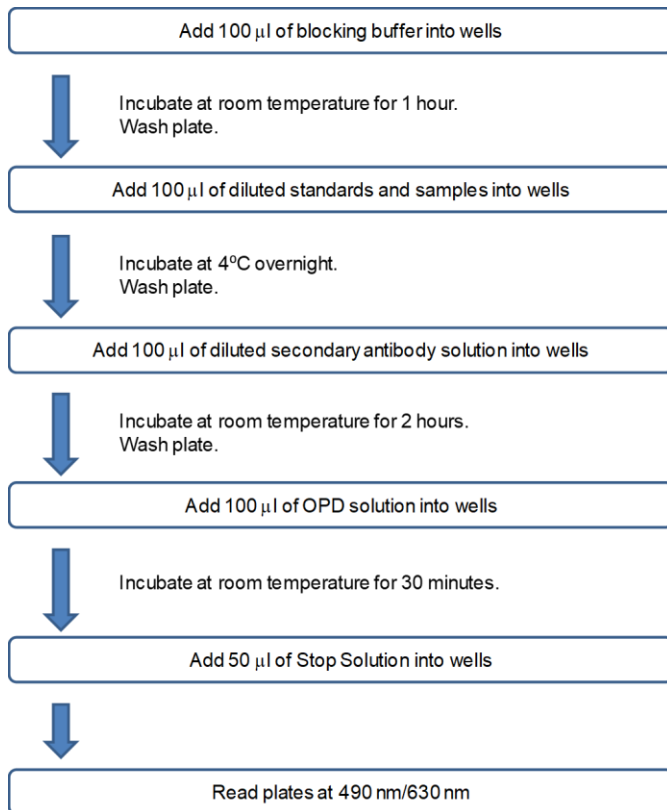 Add 100 μl of blocking buffer into wells
Incubate at room temperature for 1 hour.
Wash plate.
Add 100 μl of diluted standards and samples into wells
Incubate at 4°C overnight.
Wash plate.
Add 100 μl of diluted secondary antibody solution into wells
Incubate at room temperature for 2 hours.
Wash plate.
Add 100 μl of OPD solution into wells
Incubate at room temperature for 30 minutes.
Add 50 μl of Stop Solution into wells
Read plates at 490 nm/630 nm